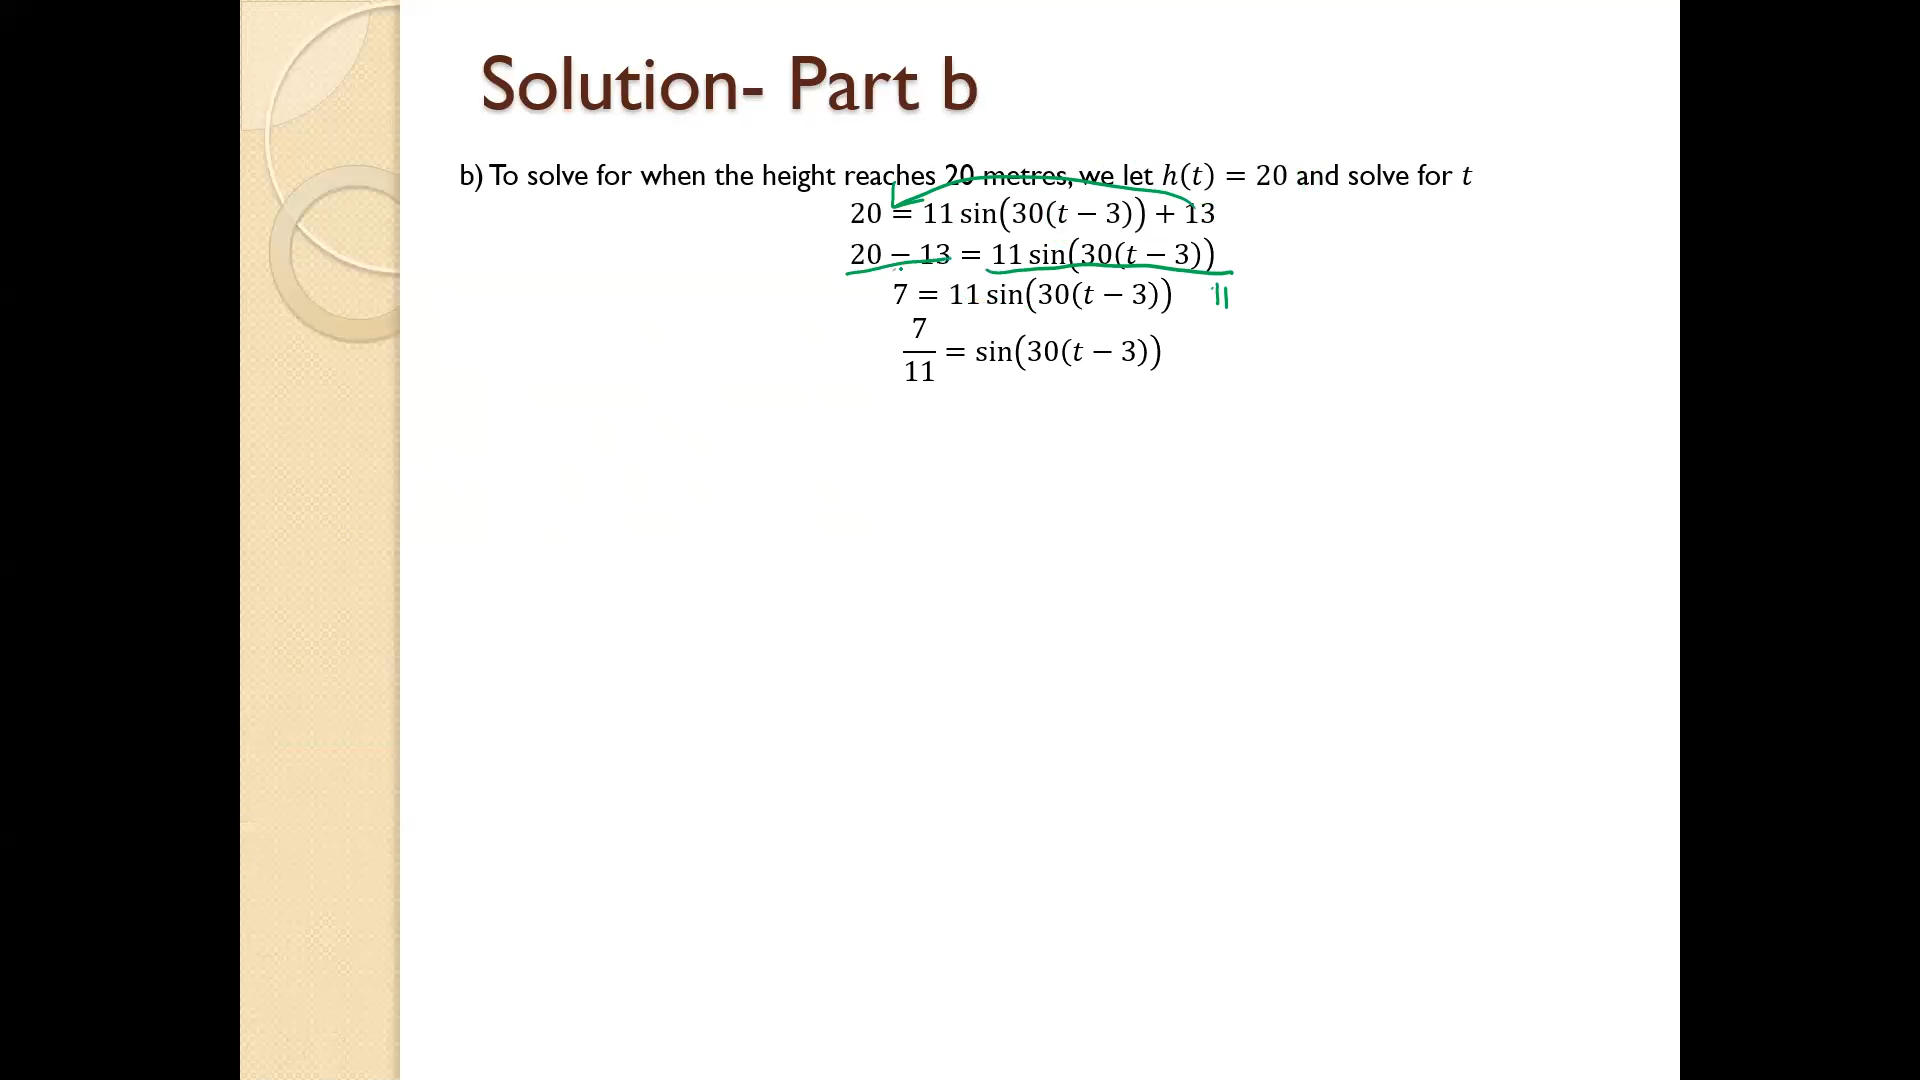 Solution- Part b
b) To solve for when the height reaches 20 metres, we let h(t) = 20 and solve for t
20 = 11 sin(30(t − 3)) + 13
20 − 13 = 11 sin(30(t − 3))
7 = 11 sin(30(t − 3)) 11
7/11 = sin(30(t − 3))